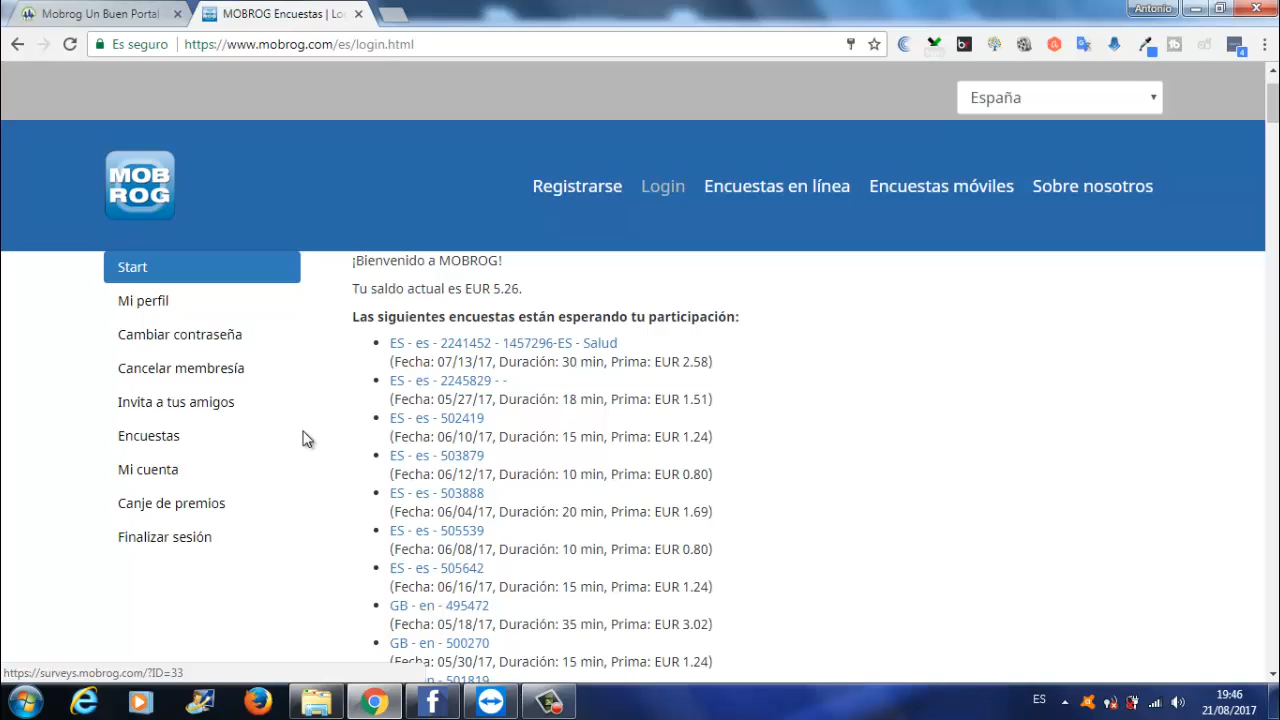 Mobrog Un Buen Portal
MOBROG Encuestas | Lo
Antonio
Es seguro
https://www.mobrog.com/es/login.html
4
España
MOB
ROG
Registrarse
Login
Encuestas en línea
Encuestas móviles
Sobre nosotros
Start
Mi perfil
Cambiar contraseña
Cancelar membresía
Invita a tus amigos
Encuestas
Mi cuenta
Canje de premios
Finalizar sesión
¡Bienvenido a MOBROG!
Tu saldo actual es EUR 5.26.
Las siguientes encuestas están esperando tu participación:
ES - es - 2241452 - 1457296-ES - Salud
(Fecha: 07/13/17, Duración: 30 min, Prima: EUR 2.58)
ES - es - 2245829 - -
(Fecha: 05/27/17, Duración: 18 min, Prima: EUR 1.51)
ES - es - 502419
(Fecha: 06/10/17, Duración: 15 min, Prima: EUR 1.24)
ES - es - 503879
(Fecha: 06/12/17, Duración: 10 min, Prima: EUR 0.80)
ES - es - 503888
(Fecha: 06/04/17, Duración: 20 min, Prima: EUR 1.69)
ES - es - 505539
(Fecha: 06/08/17, Duración: 10 min, Prima: EUR 0.80)
ES - es - 505642
(Fecha: 06/16/17, Duración: 15 min, Prima: EUR 1.24)
GB - en - 495472
(Fecha: 05/18/17, Duración: 35 min, Prima: EUR 3.02)
GB - en - 500270
(Fecha: 05/30/17, Duración: 15 min, Prima: EUR 1.24)
n - 501819
https://surveys.mobrog.com/?ID=33
ES
19:46
21/08/2017